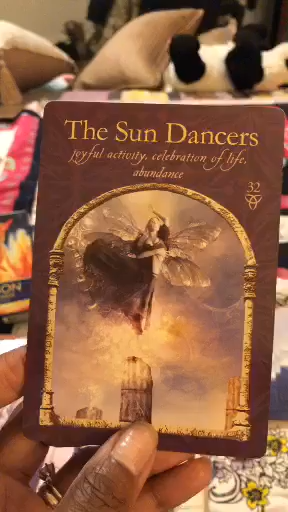 The Sun Dancers
joyful activity, celebration of life,
abundance
32